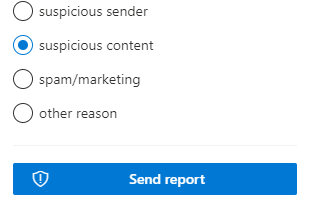 suspicious sender
suspicious content
spam/marketing
other reason
Send report